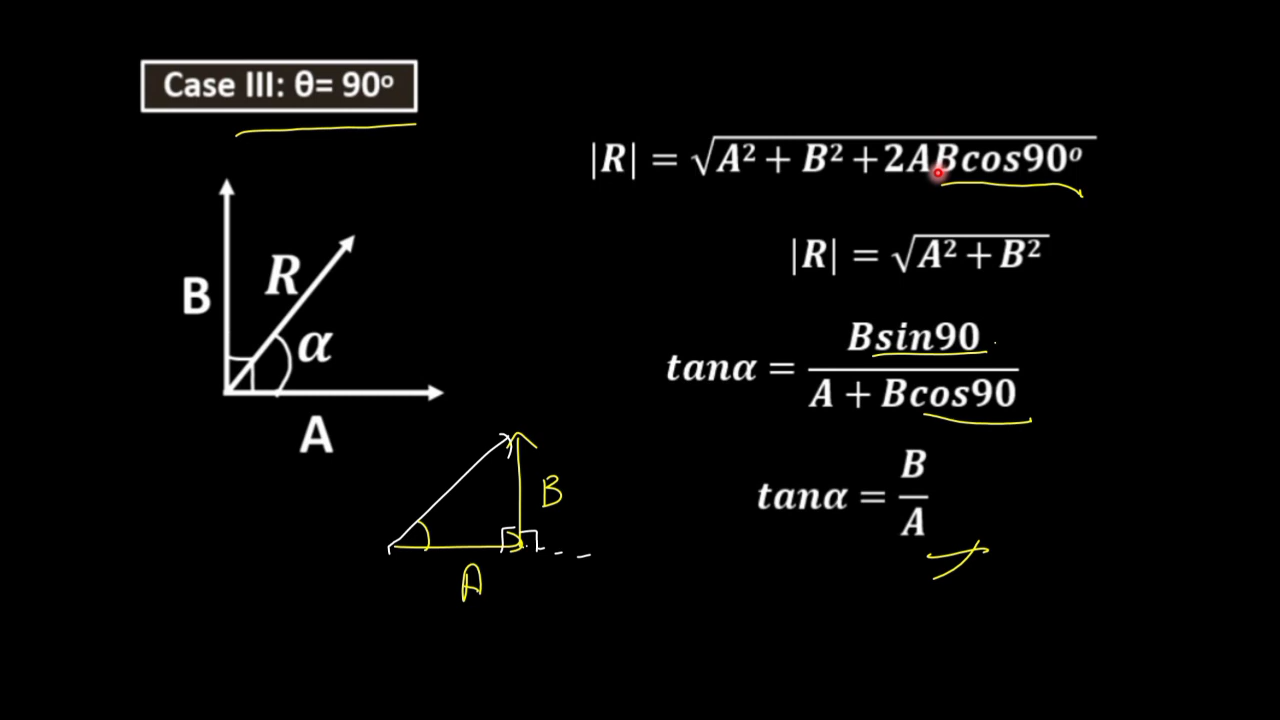 Case III: θ= 90°
|R| = √A² + B² + 2ABcos90°
|R| = √A² + B²
tanα = Bsin90 / A + Bcos90
tanα = B / A
B
R
α
A
B
A